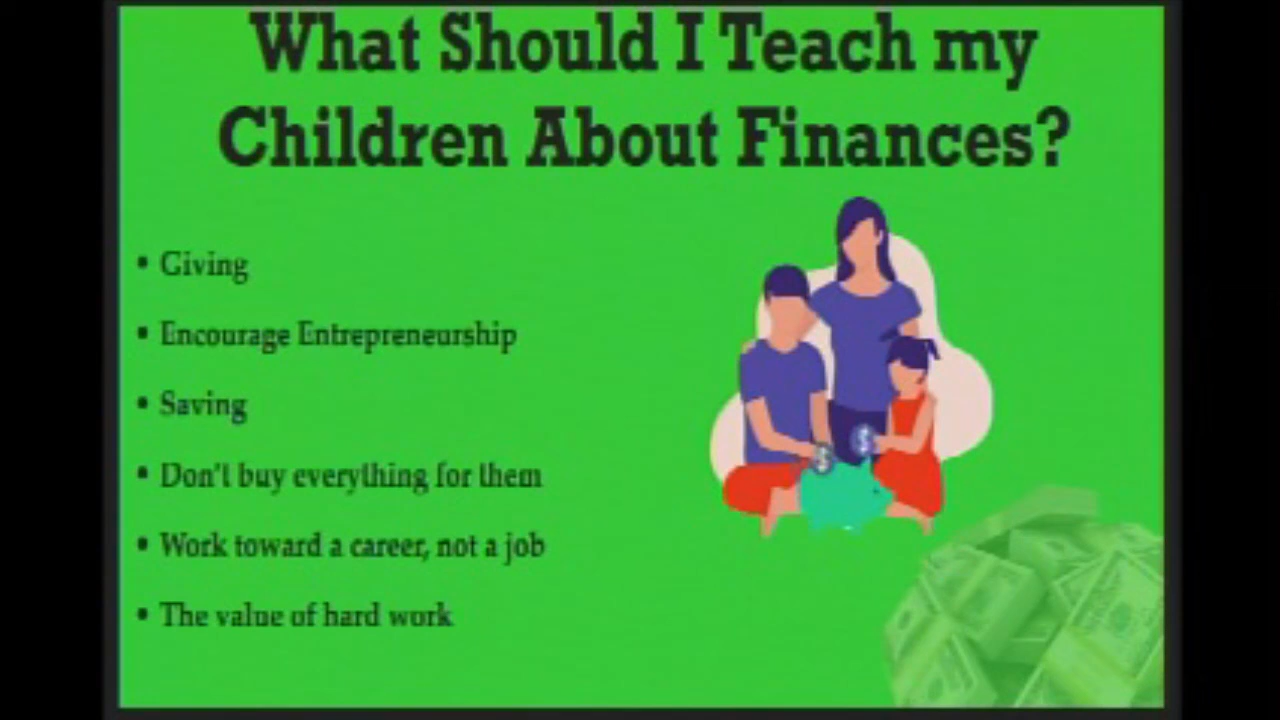 What Should I Teach my
Children About Finances?
• Giving
• Encourage Entrepreneurship
• Saving
• Don't buy everything for them
• Work toward a career, not a job
• The value of hard work